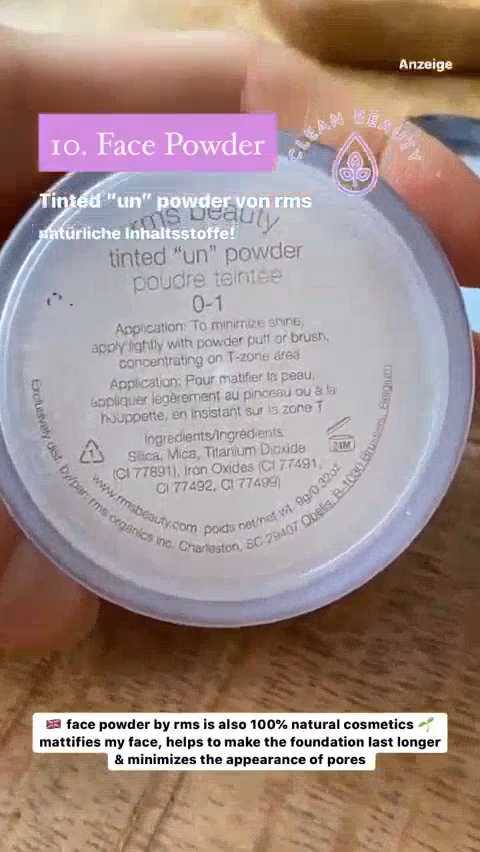 Anzeige
10. Face Powder
CLEAN BEAUTY
Tinted "un" powder von rms
natürliche Inhaltsstoffe!
rms beauty
tinted "un" powder
poudre teintée
0-1
Application: To minimize shine,
apply lightly with powder puff or brush,
concentrating on T-zone area
Application: Pour matifier la peau,
appliquer légèrement au pinceau ou à la
houppette, en insistant sur la zone T
Ingredients/Ingrédients
Silica, Mica, Titanium Dioxide
(CI 77891), Iron Oxides (CI 77491,
CI 77492, CI 77499)
1
24M
www.rmsbeauty.com poids net/net wt. 9g/0.32oz
Exclusively dist. by/par: rms organics inc. Charleston, SC 29407 Obelis, B-1030 Brussels, Belgium
🇬🇧 face powder by rms is also 100% natural cosmetics 🌱
mattifies my face, helps to make the foundation last longer
& minimizes the appearance of pores